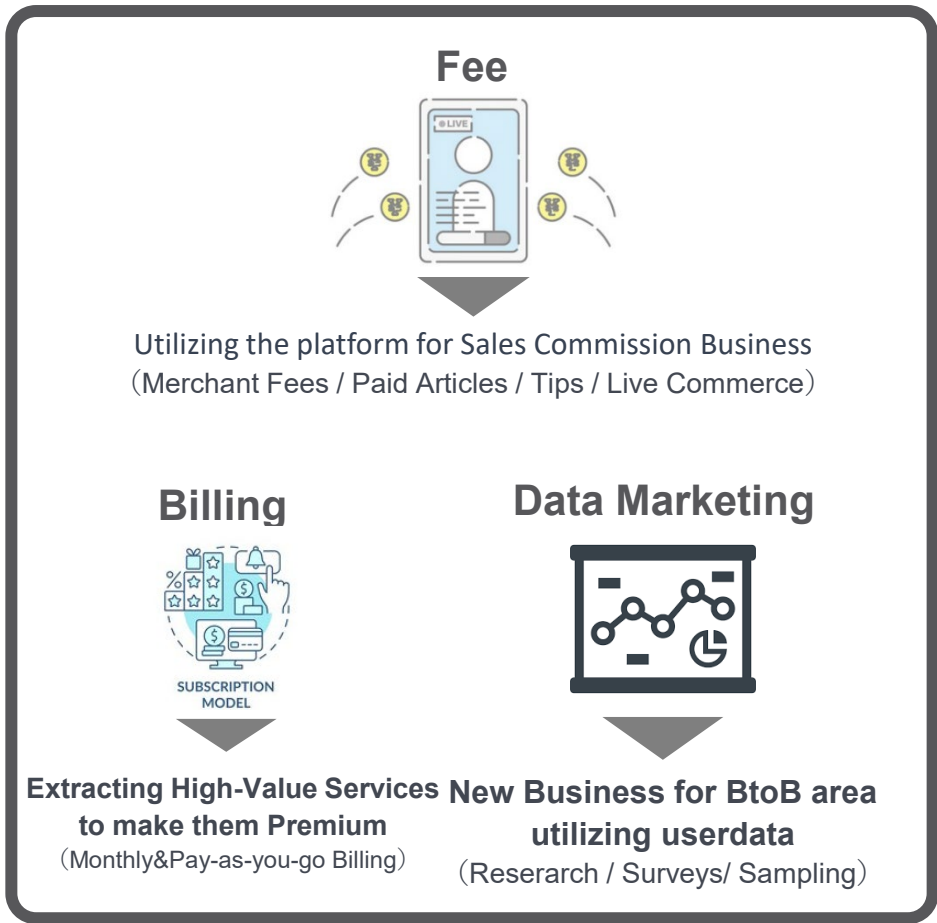 Fee
LIVE
Utilizing the platform for Sales Commission Business
（Merchant Fees / Paid Articles / Tips / Live Commerce）
Billing
%
$
$
SUBSCRIPTION
MODEL
Extracting High-Value Services
to make them Premium
（Monthly&Pay-as-you-go Billing）
Data Marketing
New Business for BtoB area
utilizing userdata
（Reserarch / Surveys/ Sampling）